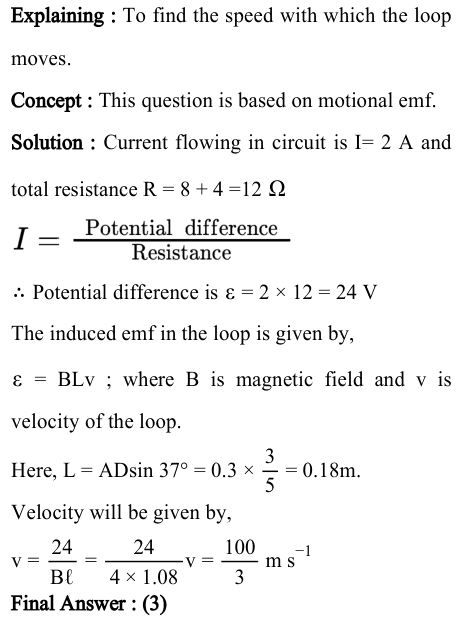 Explaining : To find the speed with which the loop
moves.
Concept : This question is based on motional emf.
Solution : Current flowing in circuit is I= 2 A and
total resistance R = 8 + 4 =12 Ω
I = Potential difference / Resistance
∴ Potential difference is ε = 2 × 12 = 24 V
The induced emf in the loop is given by,
ε = BLv ; where B is magnetic field and v is
velocity of the loop.
Here, L = ADsin 37° = 0.3 × 3/5 = 0.18m.
Velocity will be given by,
v = 24/Bℓ = 24/4 × 1.08 v = 100/3 m s⁻¹
Final Answer : (3)